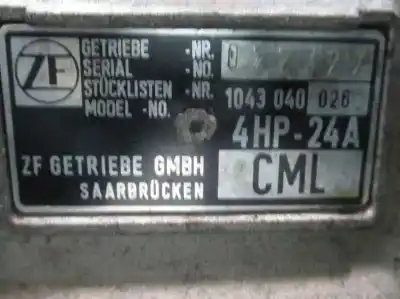 ZF
GETRIEBE -NR.
SERIAL -NO.
STÜCKLISTEN -NR.
MODEL -NO.
1043 040 026
4HP-24A
ZF GETRIEBE GMBH
SAARBRÜCKEN
CML